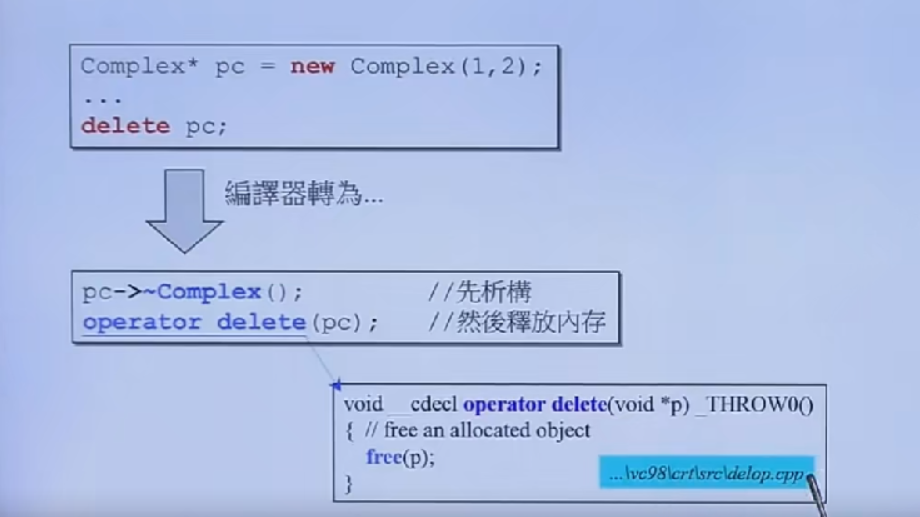 Complex* pc = new Complex(1,2);
...
delete pc;
編譯器轉為...
pc->~Complex(); //先析構
operator delete(pc); //然後釋放內存
void __cdecl operator delete(void *p) _THROW0()
{ // free an allocated object
free(p);
}
...\vc98\crt\src\delop.cpp